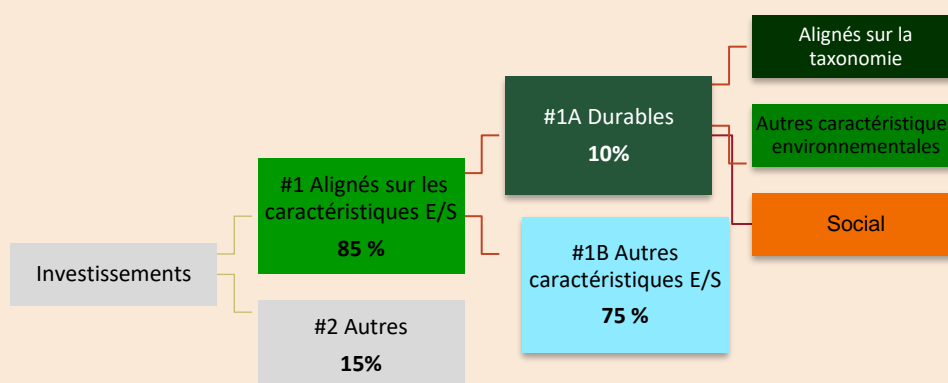 Investissements
#1 Alignés sur les
caractéristiques E/S
85 %
#2 Autres
15%
#1A Durables
10%
#1B Autres
caractéristiques E/S
75 %
Alignés sur la
taxonomie
Autres caractéristique
environnementales
Social